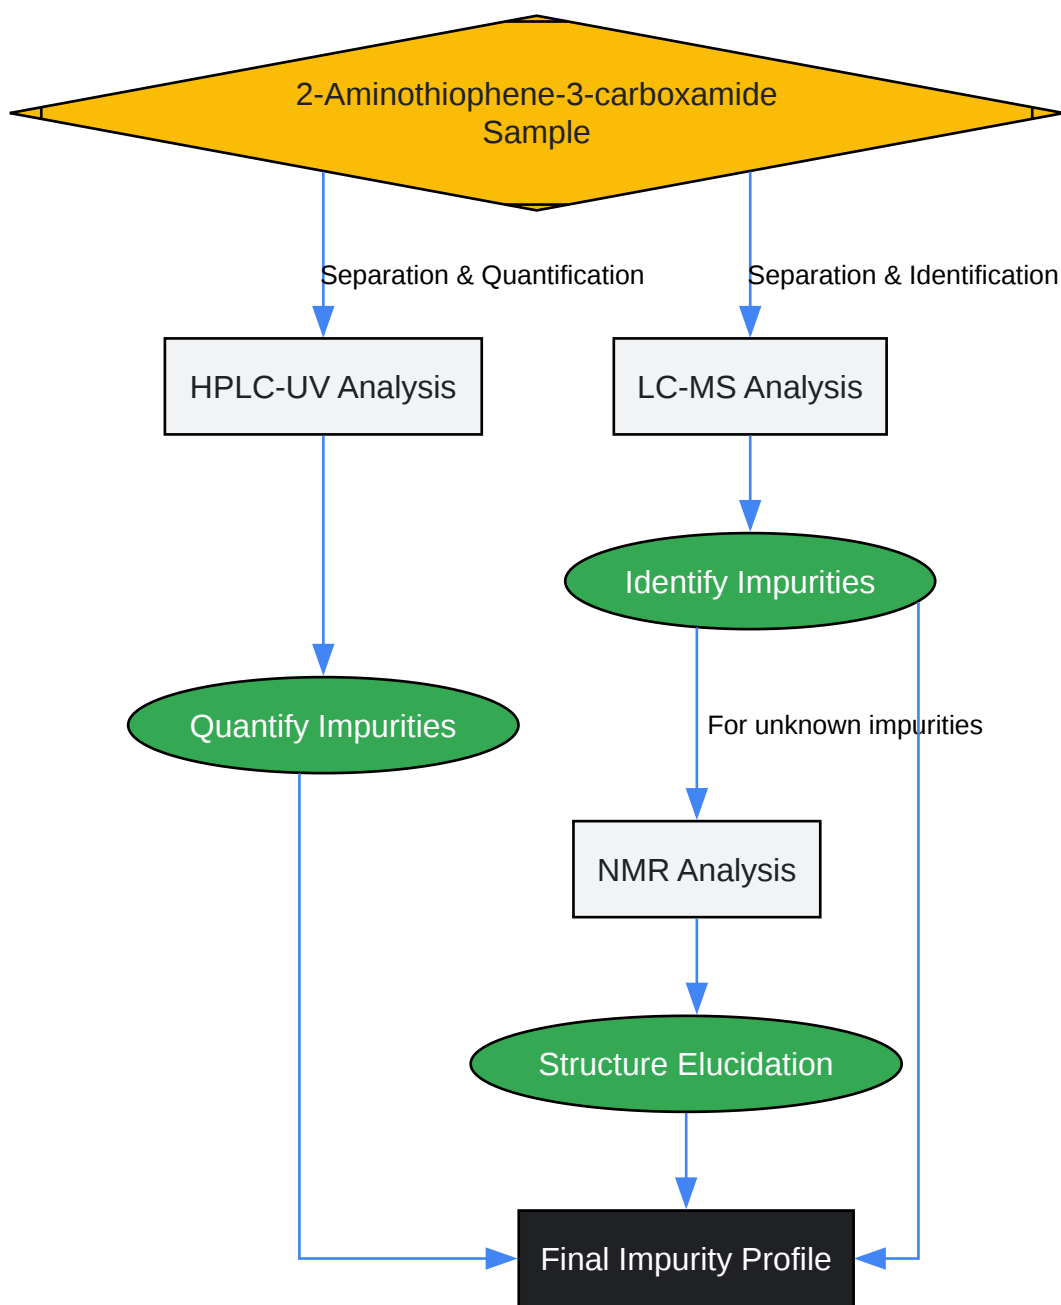 2-Aminothiophene-3-carboxamide
Sample
Separation & Quantification
Separation & Identification
HPLC-UV Analysis
LC-MS Analysis
Identify Impurities
Quantify Impurities
For unknown impurities
NMR Analysis
Structure Elucidation
Final Impurity Profile